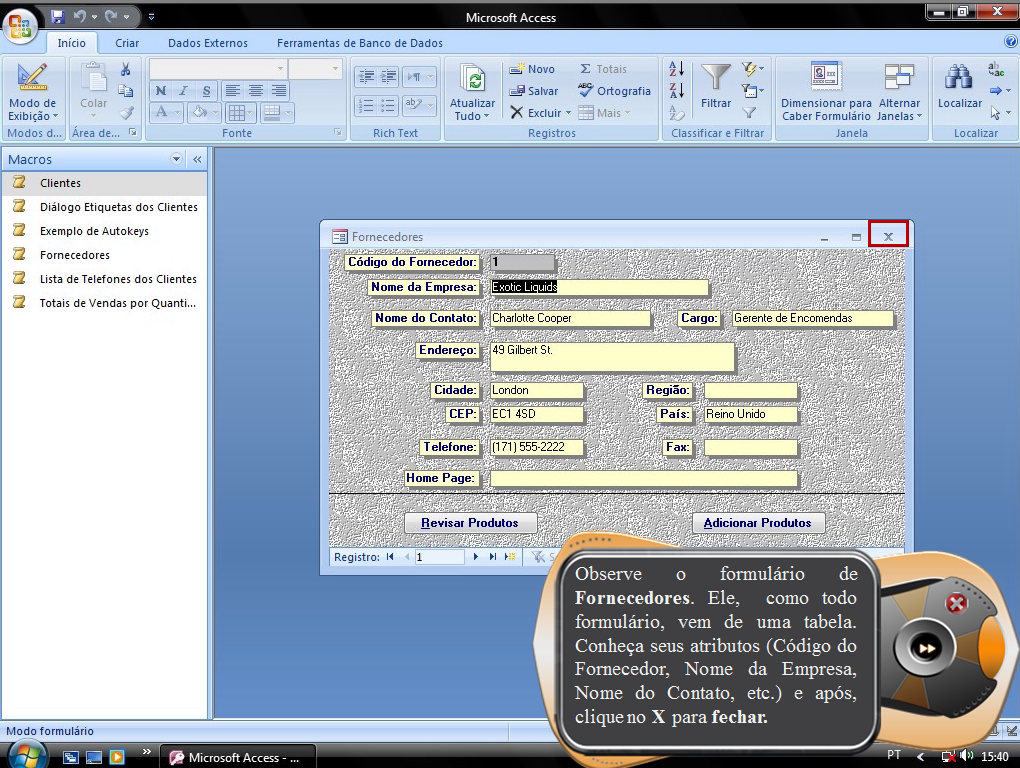 Microsoft Access
Início Criar Dados Externos Ferramentas de Banco de Dados
Modo de Exibição
Modos d...
Colar
Área de...
N I S
A
Fonte
Rich Text
Atualizar Tudo
Novo
Salvar
Excluir
Totais
Ortografia
Mais
Registros
Filtrar
Classificar e Filtrar
Dimensionar para Caber Formulário
Alternar Janelas
Janela
Localizar
Localizar
Macros
Clientes
Diálogo Etiquetas dos Clientes
Exemplo de Autokeys
Fornecedores
Lista de Telefones dos Clientes
Totais de Vendas por Quanti...
Fornecedores
Código do Fornecedor: 1
Nome da Empresa: Exotic Liquids
Nome do Contato: Charlotte Cooper Cargo: Gerente de Encomendas
Endereço: 49 Gilbert St.
Cidade: London Região:
CEP: EC1 4SD País: Reino Unido
Telefone: (171) 555-2222 Fax:
Home Page:
Revisar Produtos Adicionar Produtos
Registro: 1
Observe o formulário de
Fornecedores. Ele, como todo
formulário, vem de uma tabela.
Conheça seus atributos (Código do
Fornecedor, Nome da Empresa,
Nome do Contato, etc.) e após,
clique no X para fechar.
Modo formulário
Microsoft Access - ...
PT 15:40